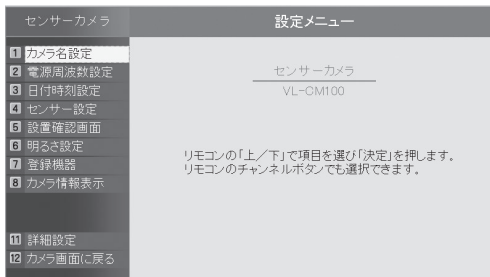 センサーカメラ
設定メニュー
1 カメラ名設定
2 電源周波数設定
3 日付時刻設定
4 センサー設定
5 設置確認画面
6 明るさ設定
7 登録機器
8 カメラ情報表示
11 詳細設定
12 カメラ画面に戻る
センサーカメラ
VL-CM100
リモコンの「上／下」で項目を選び「決定」を押します。
リモコンのチャンネルボタンでも選択できます。